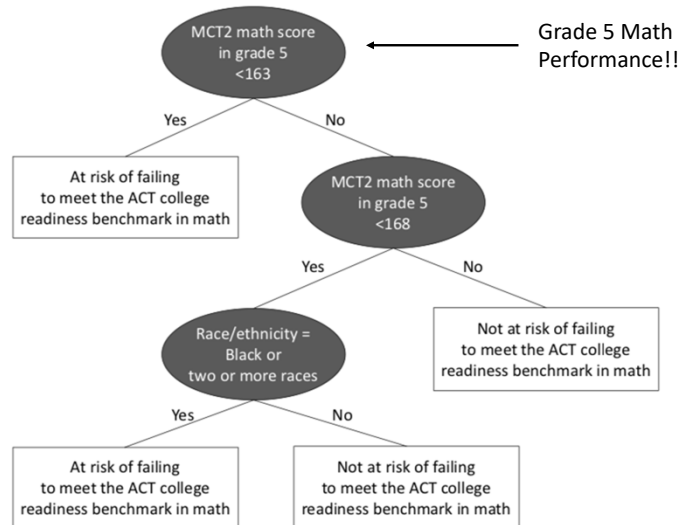 MCT2 math score
in grade 5
<163
Grade 5 Math
Performance!!
Yes
No
At risk of failing
to meet the ACT college
readiness benchmark in math
MCT2 math score
in grade 5
<168
Yes
No
Race/ethnicity =
Black or
two or more races
Not at risk of failing
to meet the ACT college
readiness benchmark in math
Yes
No
At risk of failing
to meet the ACT college
readiness benchmark in math
Not at risk of failing
to meet the ACT college
readiness benchmark in math